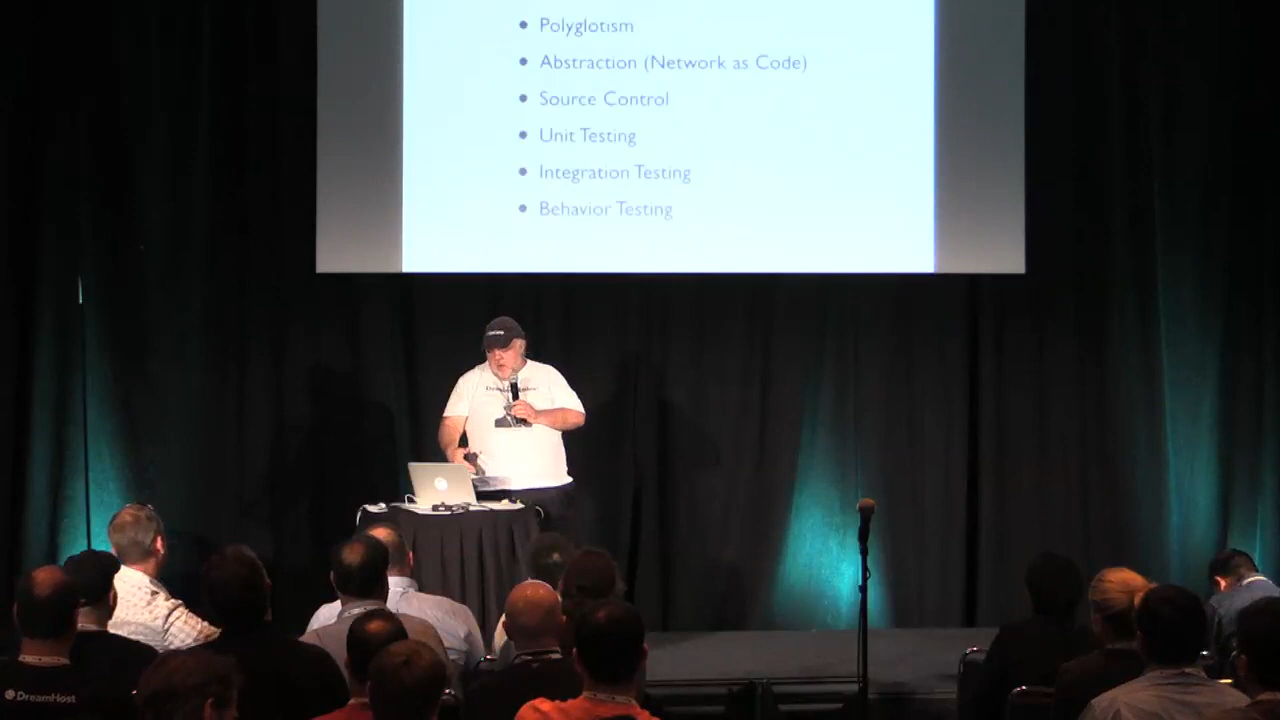 • Polyglotism
• Abstraction (Network as Code)
• Source Control
• Unit Testing
• Integration Testing
• Behavior Testing
DreamHost